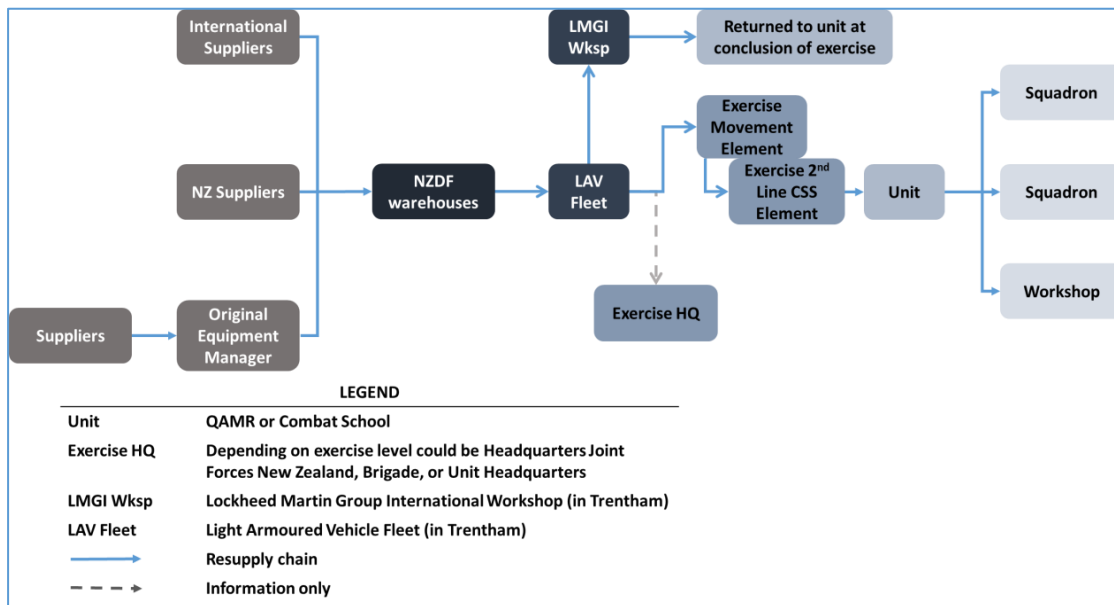 International
Suppliers
LMGI
Wksp
Returned to unit at
conclusion of exercise
Exercise
Movement
Element
Squadron
NZ Suppliers
NZDF
warehouses
LAV
Fleet
Exercise 2nd
Line CSS
Element
Unit
Squadron
Suppliers
Original
Equipment
Manager
Exercise HQ
Workshop
LEGEND
Unit QAMR or Combat School
Exercise HQ Depending on exercise level could be Headquarters Joint
Forces New Zealand, Brigade, or Unit Headquarters
LMGI Wksp Lockheed Martin Group International Workshop (in Trentham)
LAV Fleet Light Armoured Vehicle Fleet (in Trentham)
Resupply chain
Information only